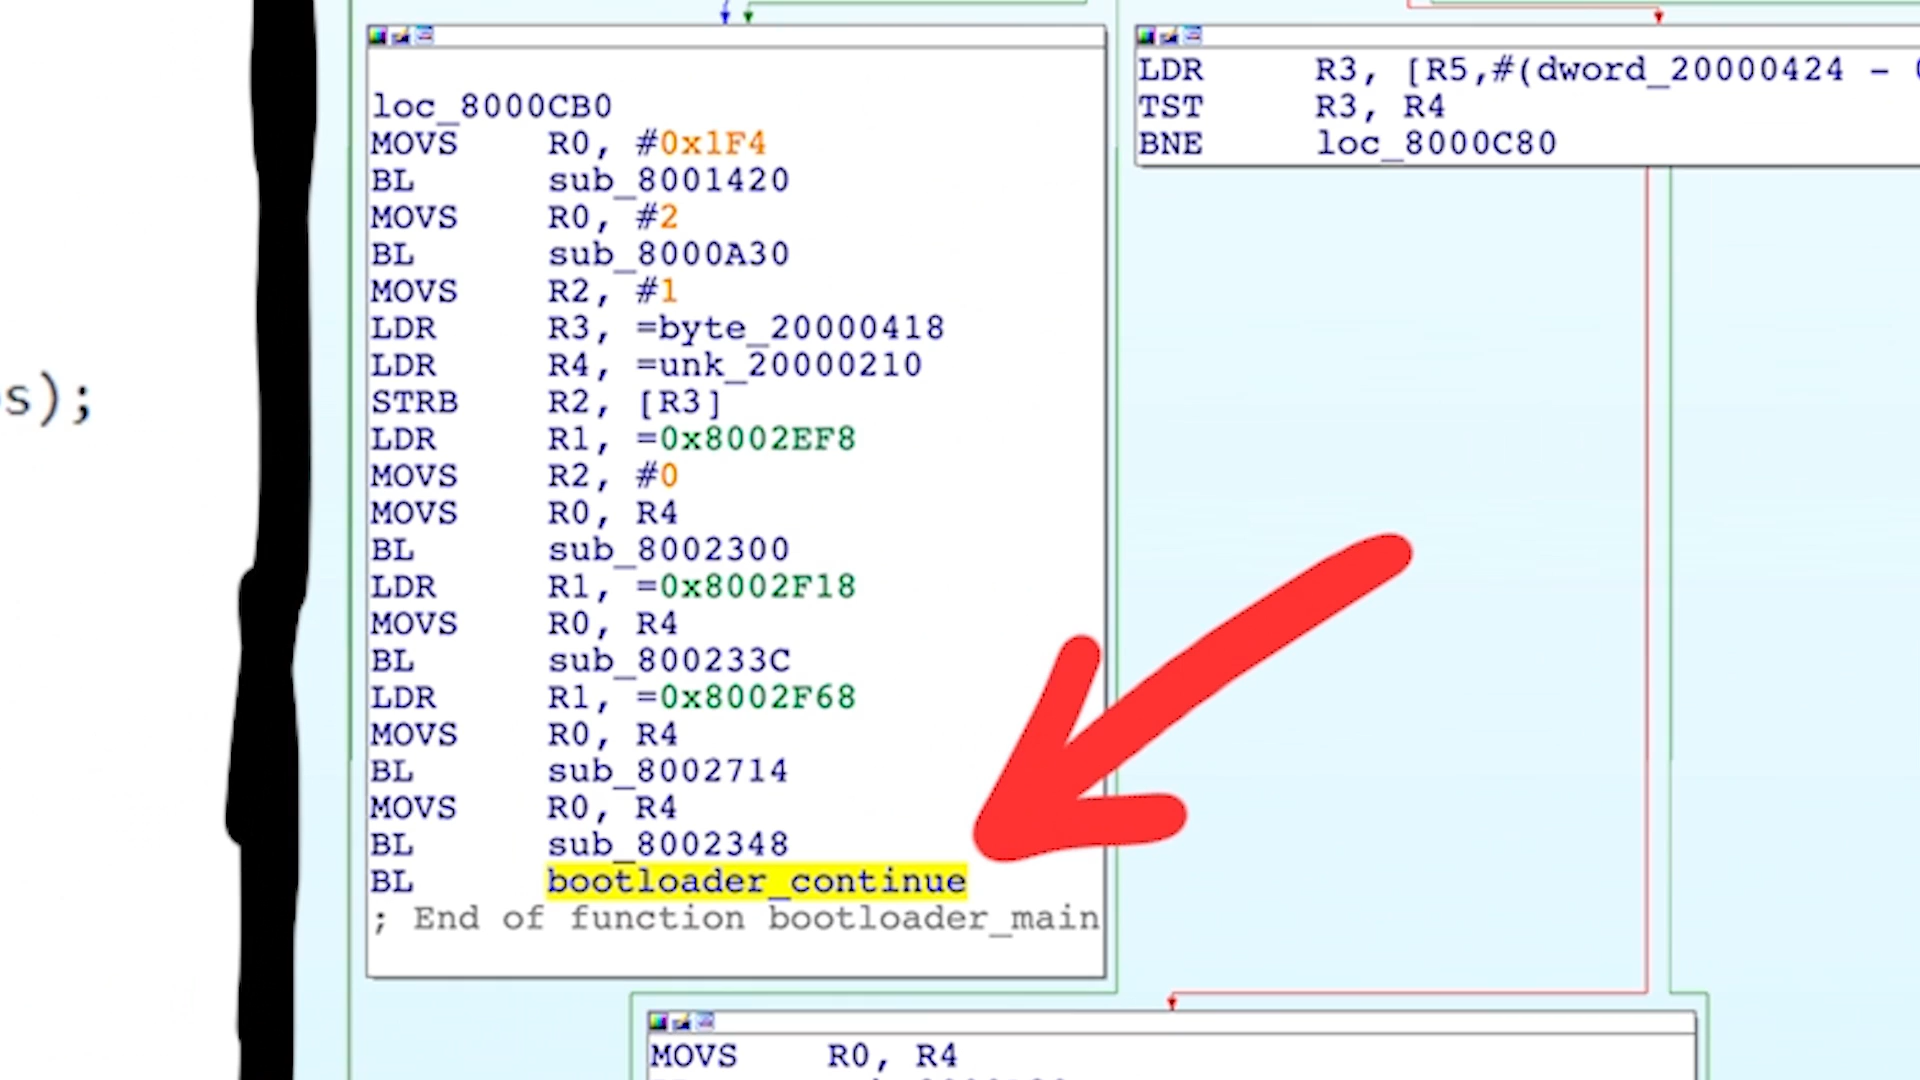 s);
loc_8000CB0
MOVS R0, #0x1F4
BL sub_8001420
MOVS R0, #2
BL sub_8000A30
MOVS R2, #1
LDR R3, =byte_20000418
LDR R4, =unk_20000210
STRB R2, [R3]
LDR R1, =0x8002EF8
MOVS R2, #0
MOVS R0, R4
BL sub_8002300
LDR R1, =0x8002F18
MOVS R0, R4
BL sub_800233C
LDR R1, =0x8002F68
MOVS R0, R4
BL sub_8002714
MOVS R0, R4
BL sub_8002348
BL bootloader_continue
; End of function bootloader_main
LDR R3, [R5,#(dword_20000424 -
TST R3, R4
BNE loc_8000C80
MOVS R0, R4